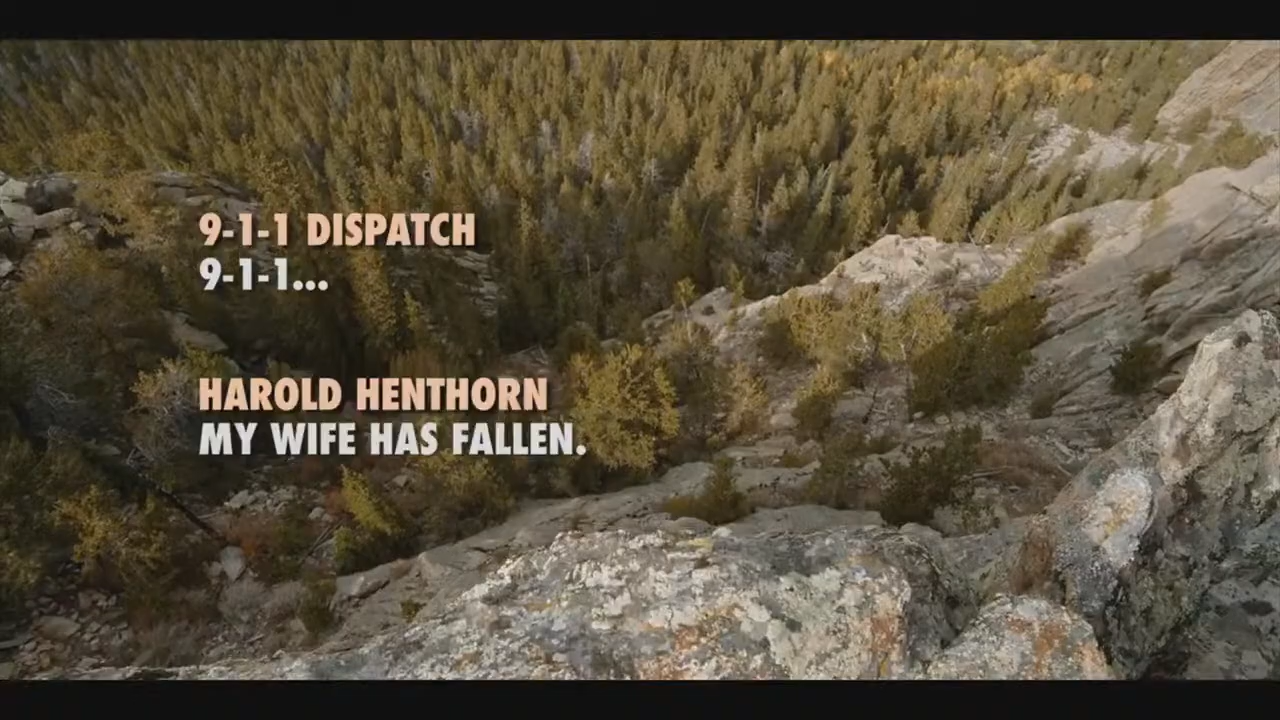 9-1-1 DISPATCH
9-1-1...
HAROLD HENTHORN
MY WIFE HAS FALLEN.